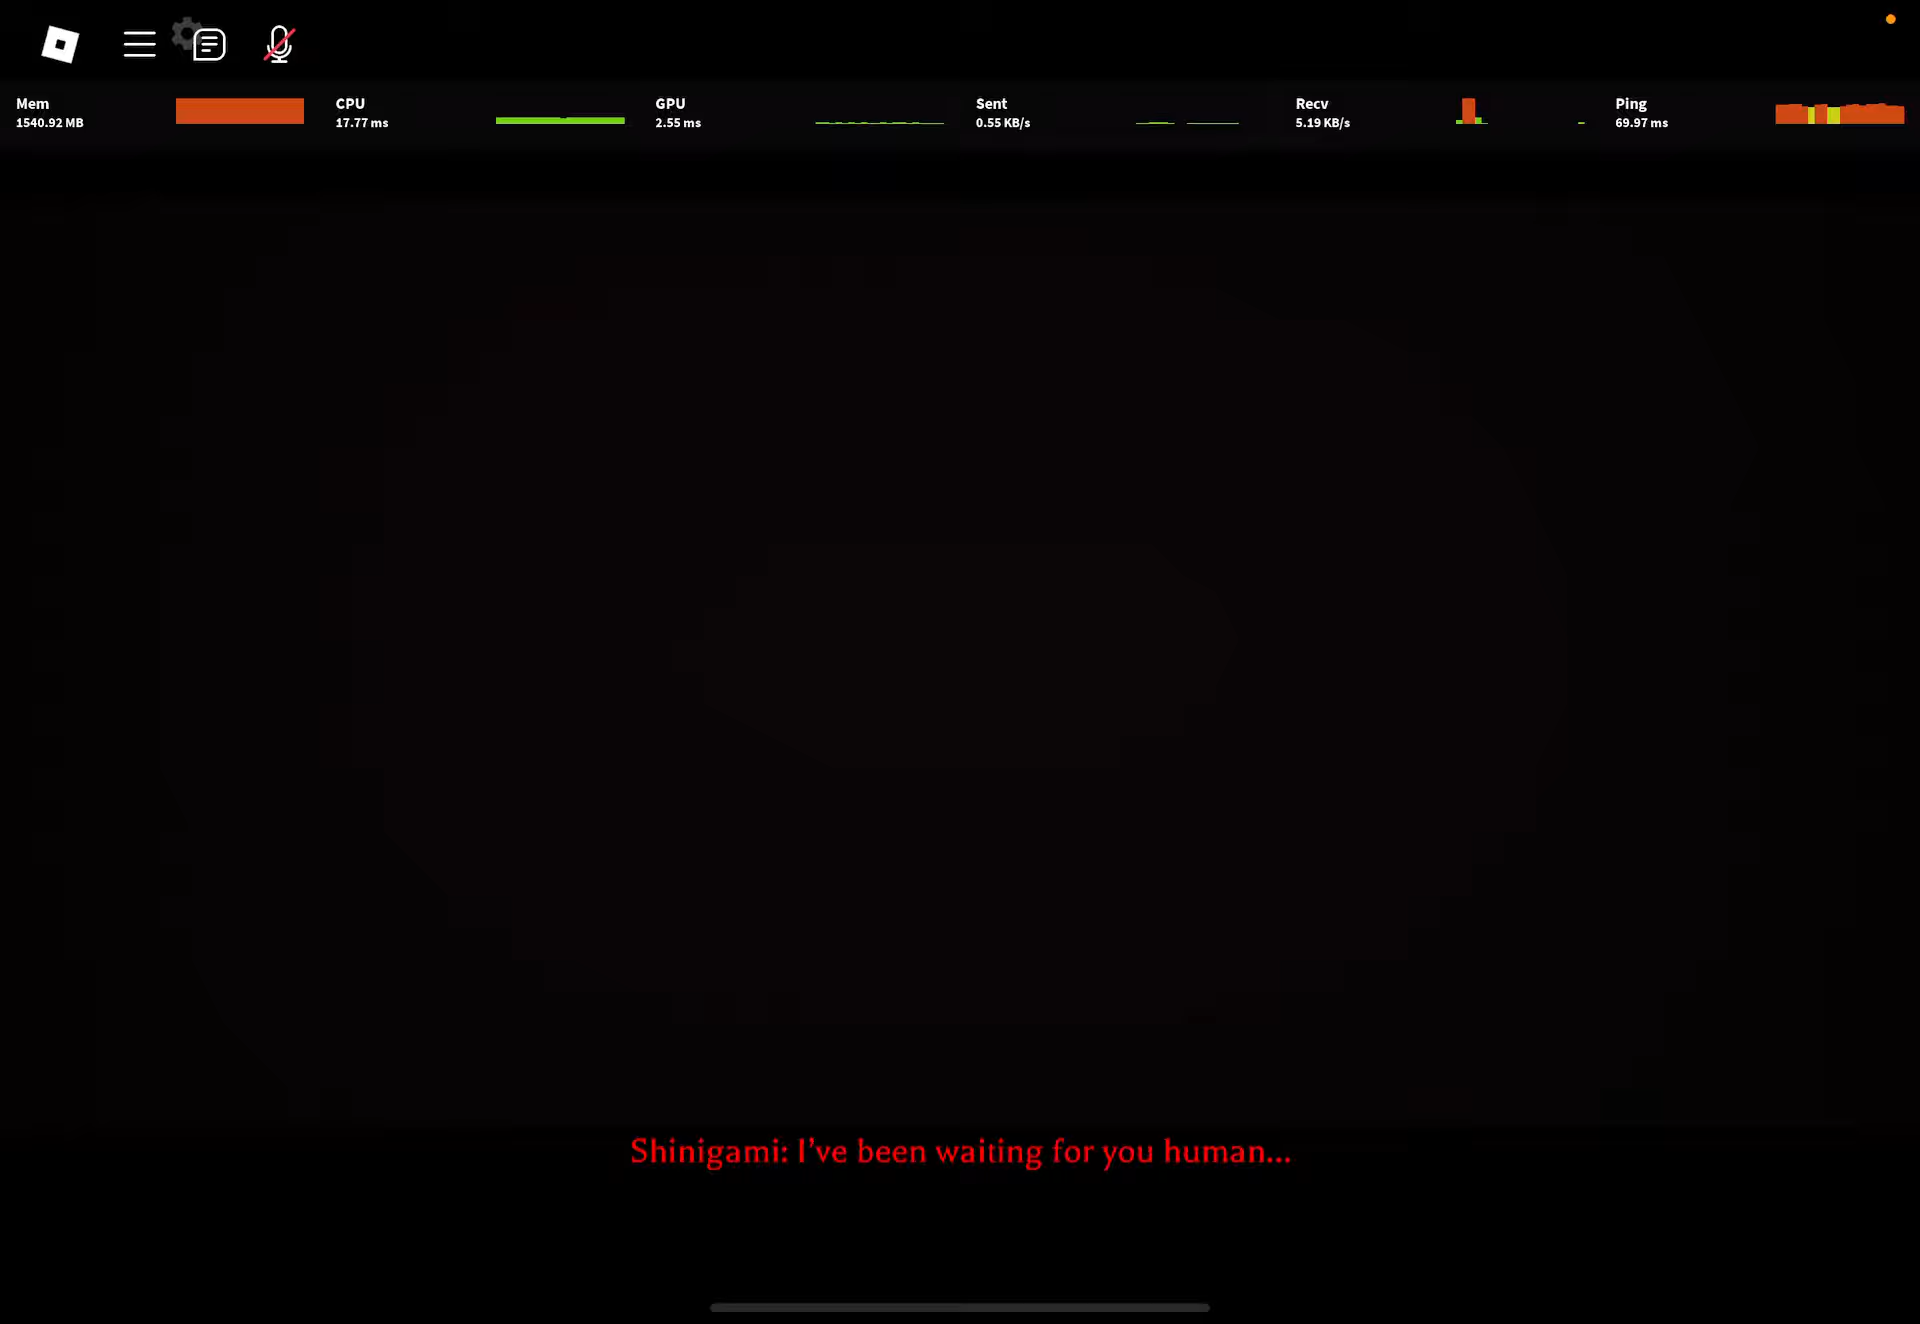 Mem CPU GPU Sent Recv Ping
1540.92 MB 17.77 ms 2.55 ms 0.55 KB/s 5.19 KB/s 69.97 ms
Shinigami: I’ve been waiting for you human...